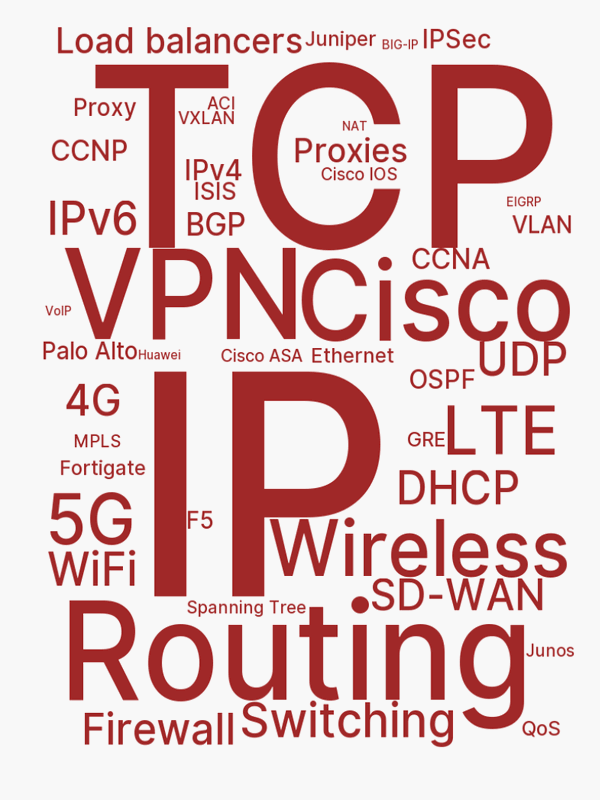 Load balancers Juniper BIG-IP IPSec
TCP
Proxy ACI
VXLAN
NAT
CCNP Proxies
IPv4 Cisco IOS
ISIS
EIGRP
IPv6 BGP VLAN
VPN Cisco
CCNA
VoIP
Palo Alto Huawei Cisco ASA Ethernet UDP
OSPF
IP
4G
LTE
MPLS GRE
Fortigate
DHCP
5G F5
Wireless
WiFi
SD-WAN
Spanning Tree
Routing
Junos
Firewall Switching QoS